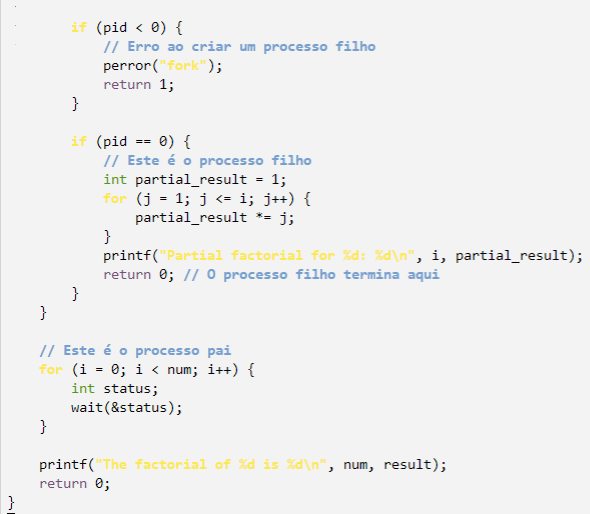 if (pid < 0) {
// Erro ao criar um processo filho
perror("fork");
return 1;
}
if (pid == 0) {
// Este é o processo filho
int partial_result = 1;
for (j = 1; j <= i; j++) {
partial_result *= j;
}
printf("Partial factorial for %d: %d\n", i, partial_result);
return 0; // O processo filho termina aqui
}
}
// Este é o processo pai
for (i = 0; i < num; i++) {
int status;
wait(&status);
}
printf("The factorial of %d is %d\n", num, result);
return 0;
}